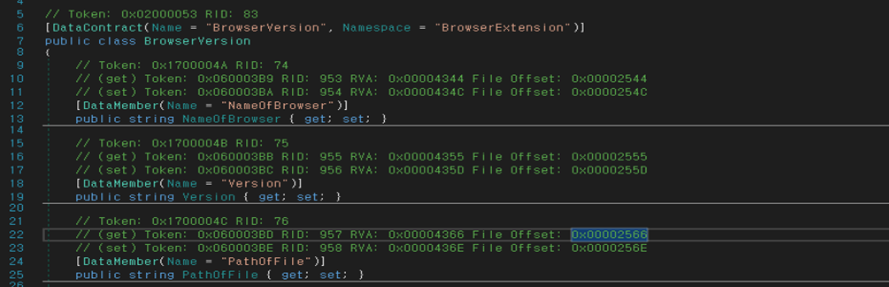 4
5 // Token: 0x02000053 RID: 83
6 [DataContract(Name = "BrowserVersion", Namespace = "BrowserExtension")]
7 public class BrowserVersion
8 {
9 // Token: 0x1700004A RID: 74
10 // (get) Token: 0x060003B9 RID: 953 RVA: 0x00004344 File Offset: 0x00002544
11 // (set) Token: 0x060003BA RID: 954 RVA: 0x0000434C File Offset: 0x0000254C
12 [DataMember(Name = "NameOfBrowser")]
13 public string NameOfBrowser { get; set; }
14
15 // Token: 0x1700004B RID: 75
16 // (get) Token: 0x060003BB RID: 955 RVA: 0x00004355 File Offset: 0x00002555
17 // (set) Token: 0x060003BC RID: 956 RVA: 0x0000435D File Offset: 0x0000255D
18 [DataMember(Name = "Version")]
19 public string Version { get; set; }
20
21 // Token: 0x1700004C RID: 76
22 // (get) Token: 0x060003BD RID: 957 RVA: 0x00004366 File Offset: 0x00002566
23 // (set) Token: 0x060003BE RID: 958 RVA: 0x0000436E File Offset: 0x0000256E
24 [DataMember(Name = "PathOfFile")]
25 public string PathOfFile { get; set; }
26